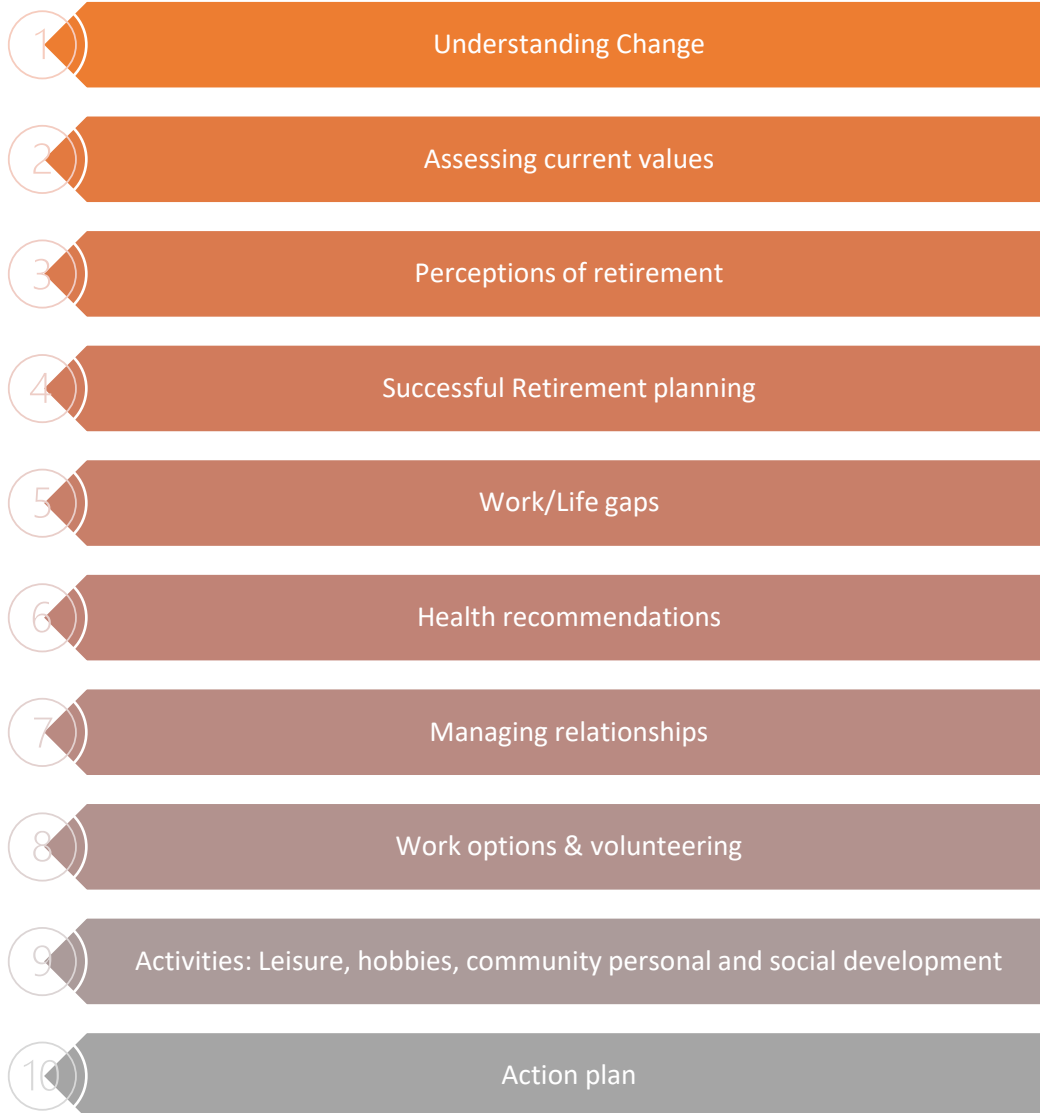 1
Understanding Change
2
Assessing current values
3
Perceptions of retirement
4
Successful Retirement planning
5
Work/Life gaps
6
Health recommendations
7
Managing relationships
8
Work options & volunteering
9
Activities: Leisure, hobbies, community personal and social development
10
Action plan